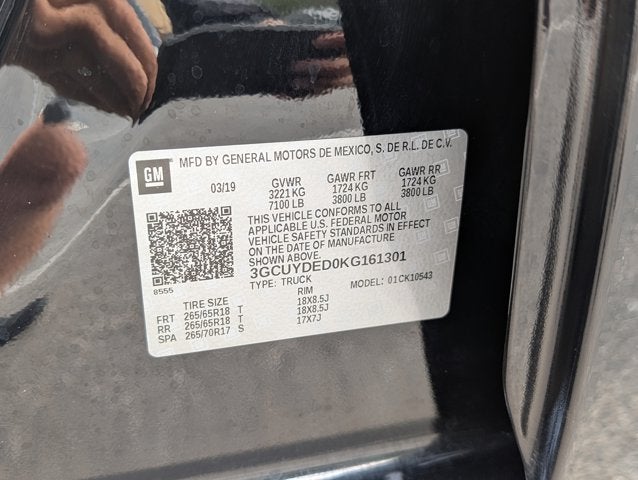 GM
MFD BY GENERAL MOTORS DE MEXICO, S. DE R.L. DE C.V.
03/19 GVWR GAWR FRT GAWR RR
3221 KG 1724 KG 1724 KG
7100 LB 3800 LB 3800 LB
THIS VEHICLE CONFORMS TO ALL
APPLICABLE U.S. FEDERAL MOTOR
VEHICLE SAFETY STANDARDS IN EFFECT
ON THE DATE OF MANUFACTURE
SHOWN ABOVE.
3GCUYDED0KG161301
8555
TYPE: TRUCK MODEL: 01CK10543
TIRE SIZE RIM
FRT 265/65R18 T 18X8.5J
RR 265/65R18 T 18X8.5J
SPA 265/70R17 S 17X7J